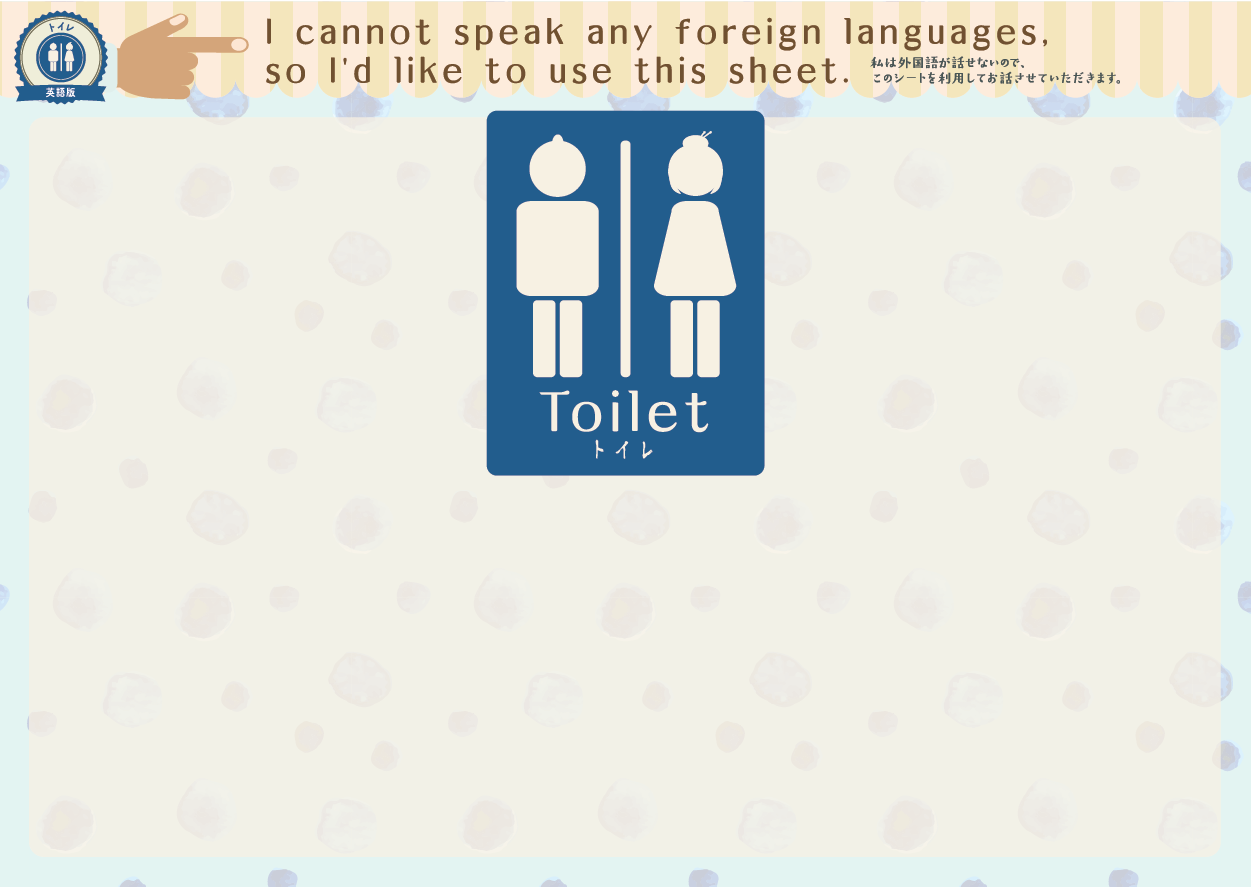 トイレ
英語版
I cannot speak any foreign languages,
so I'd like to use this sheet.
私は外国語が話せないので、
このシートを利用してお話させていただきます。
Toilet
トイレ